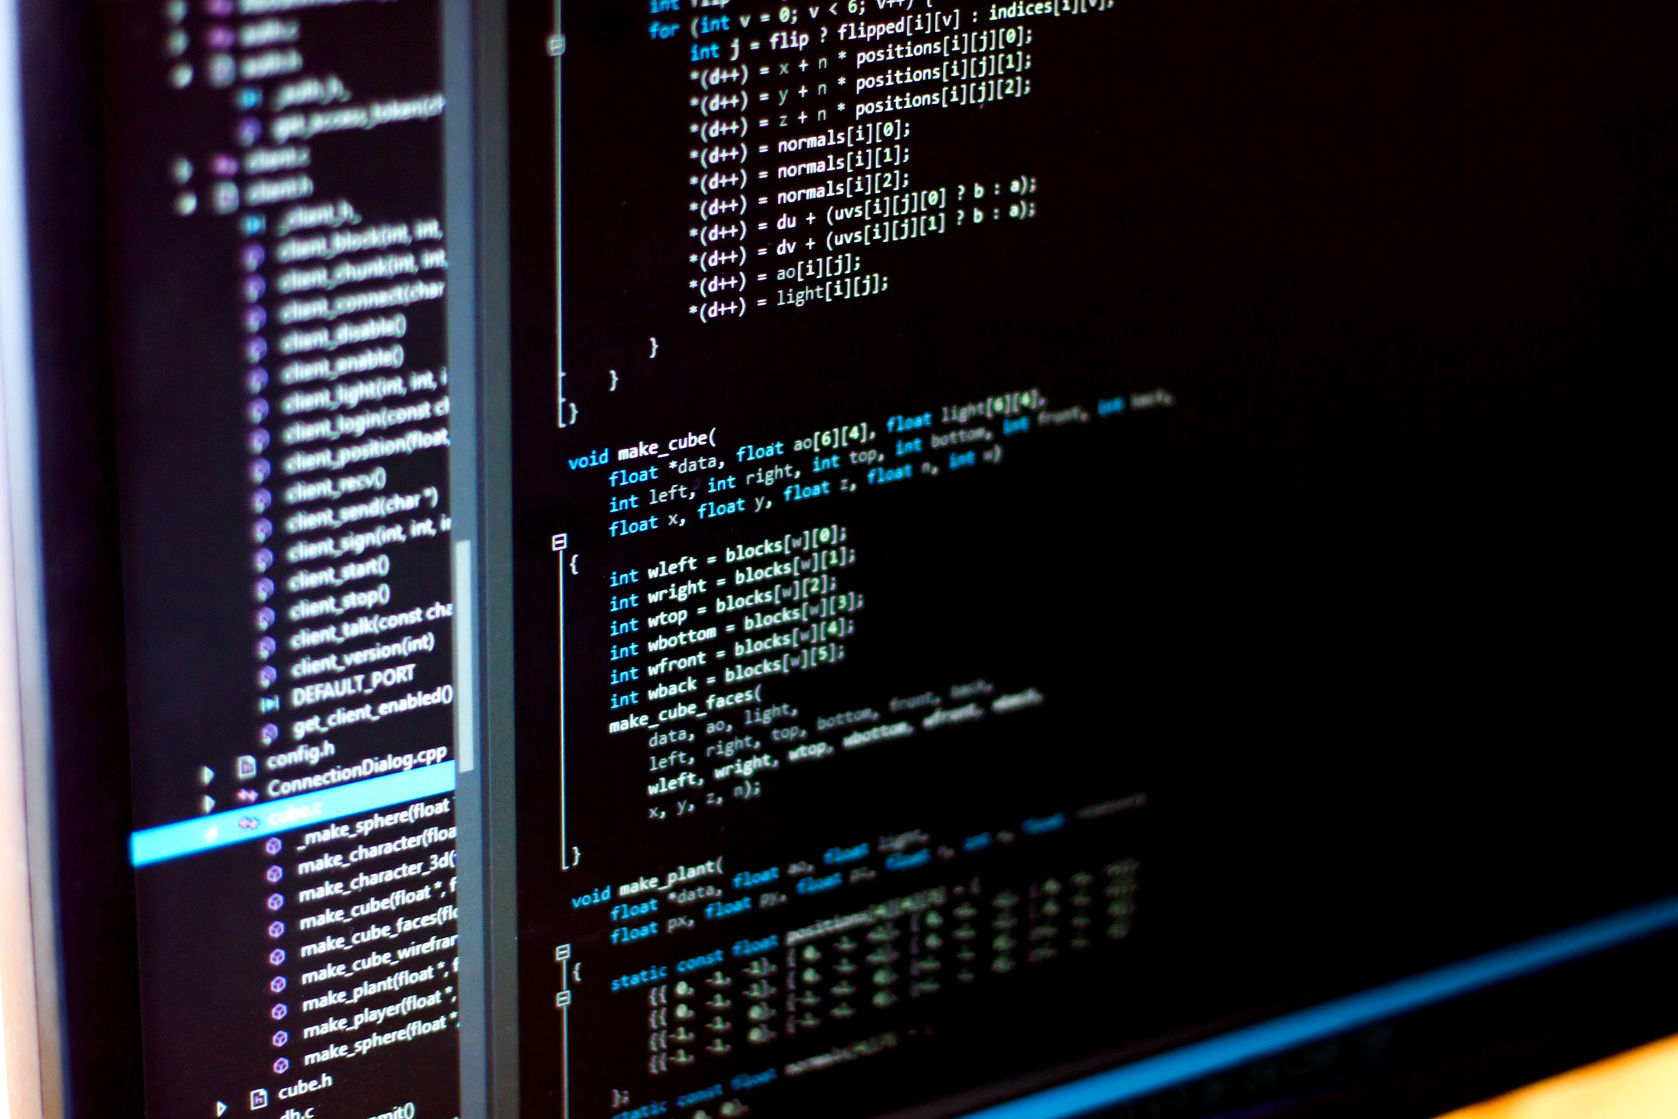 auth.c
auth.h
_auth_h_
get_access_token(ch
client.c
client.h
_client_h_
client_block(int, int,
client_chunk(int, int,
client_connect(char
client_disable()
client_enable()
client_light(int, int, i
client_login(const ch
client_position(float,
client_recv()
client_send(char *)
client_sign(int, int, in
client_start()
client_stop()
client_talk(const cha
client_version(int)
DEFAULT_PORT
get_client_enabled()
config.h
ConnectionDialog.cpp
cube.c
_make_sphere(float
make_character(floa
make_character_3d(
make_cube(float *, f
make_cube_faces(flo
make_cube_wirefran
make_plant(float *, f
make_player(float *,
make_sphere(float *,
cube.h
db.c
int flip
for (int v = 0; v < 6; v++) {
int j = flip ? flipped[i][v] : indices[i][v];
*(d++) = x + n * positions[i][j][0];
*(d++) = y + n * positions[i][j][1];
*(d++) = z + n * positions[i][j][2];
*(d++) = normals[i][0];
*(d++) = normals[i][1];
*(d++) = normals[i][2];
*(d++) = du + (uvs[i][j][0] ? b : a);
*(d++) = dv + (uvs[i][j][1] ? b : a);
*(d++) = ao[i][j];
*(d++) = light[i][j];
}
}
}
void make_cube(
float *data, float ao[6][4], float light[6][4],
int left, int right, int top, int bottom, int front, int back,
float x, float y, float z, float n, int w)
{
int wleft = blocks[w][0];
int wright = blocks[w][1];
int wtop = blocks[w][2];
int wbottom = blocks[w][3];
int wfront = blocks[w][4];
int wback = blocks[w][5];
make_cube_faces(
data, ao, light,
left, right, top, bottom, front, back,
wleft, wright, wtop, wbottom, wfront, wback,
x, y, z, n);
}
void make_plant(
float *data, float ao, float light,
float px, float py, float pz, float n, int w, float rotation)
{
static const float positions[4][4][3] = {
{{ 0, -1, -1}, { 0,
{{ 0, -1, -1}, { 0,
{{-1, -1, 0}, {-1,
{{-1, -1, 0}, {-1,
};
static const float normals[4][3] = {